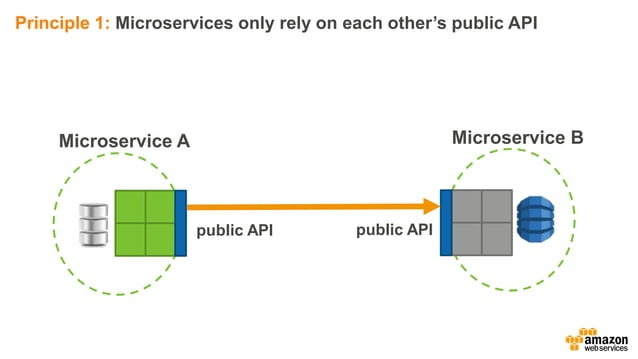 Principle 1: Microservices only rely on each other’s public API
Microservice A
Microservice B
public API
public API
amazon
web services